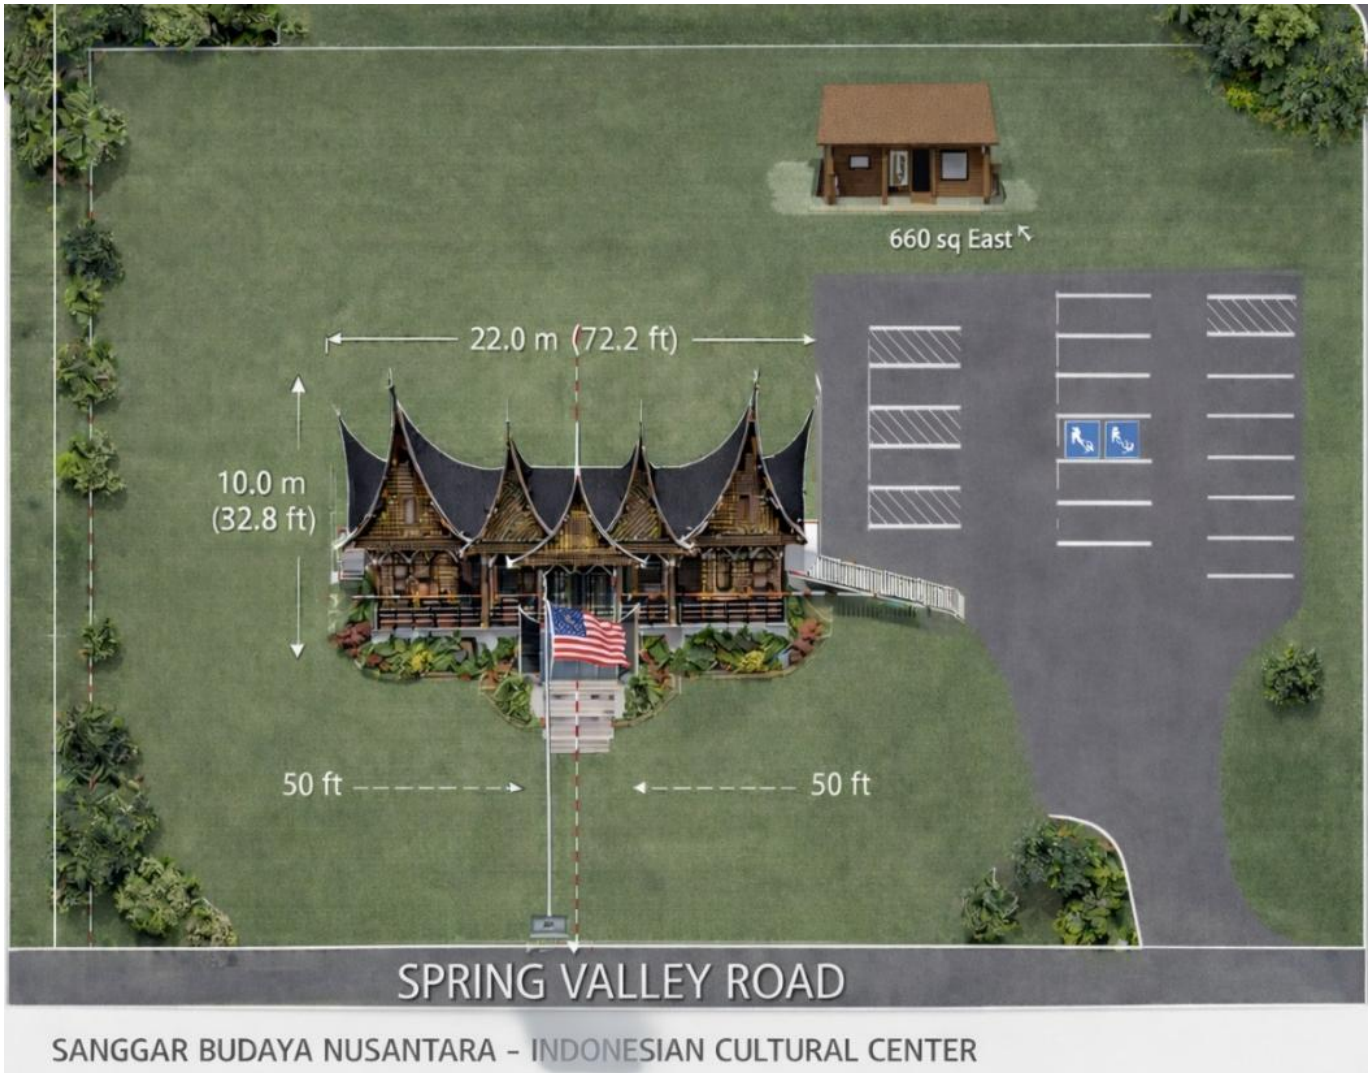 660 sq East
22.0 m (72.2 ft)
10.0 m
(32.8 ft)
50 ft
50 ft
SPRING VALLEY ROAD
SANGGAR BUDAYA NUSANTARA - INDONESIAN CULTURAL CENTER